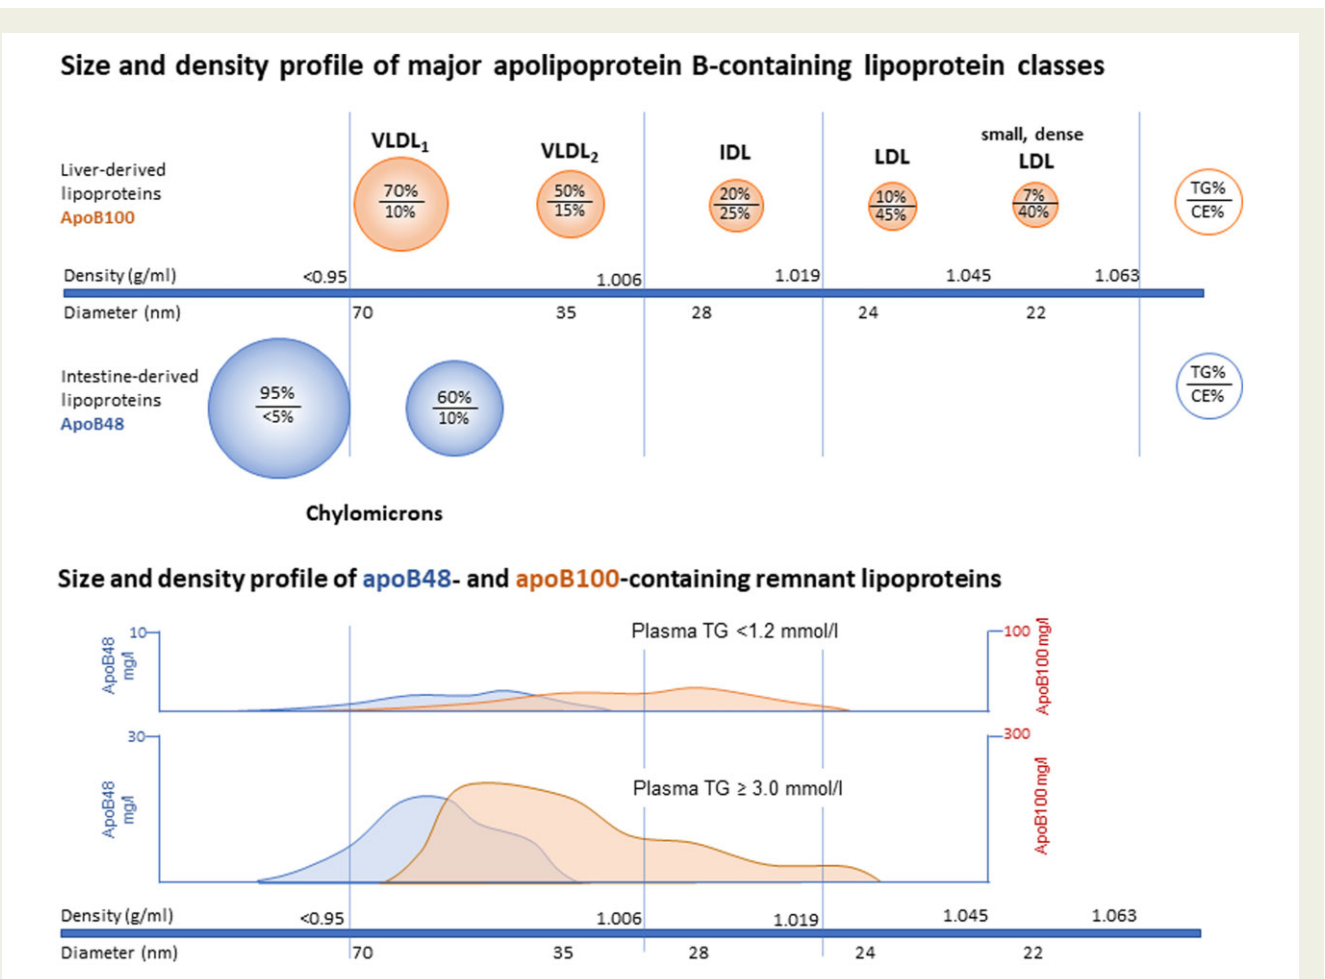 Size and density profile of major apolipoprotein B-containing lipoprotein classes
small, dense
VLDL1
VLDL2
IDL
LDL
LDL
Liver-derived
lipoproteins
ApoB100
70%
10%
50%
15%
20%
25%
10%
45%
7%
40%
TG%
CE%
Density (g/ml) <0.95 1.006 1.019 1.045 1.063
Diameter (nm) 70 35 28 24 22
Intestine-derived
lipoproteins
ApoB48
95%
<5%
60%
10%
TG%
CE%
Chylomicrons
Size and density profile of apoB48- and apoB100-containing remnant lipoproteins
ApoB48
mg/l
10
Plasma TG <1.2 mmol/l
100
ApoB100 mg/l
ApoB48
mg/l
30
Plasma TG ≥ 3.0 mmol/l
300
ApoB100 mg/l
Density (g/ml) <0.95 1.006 1.019 1.045 1.063
Diameter (nm) 70 35 28 24 22